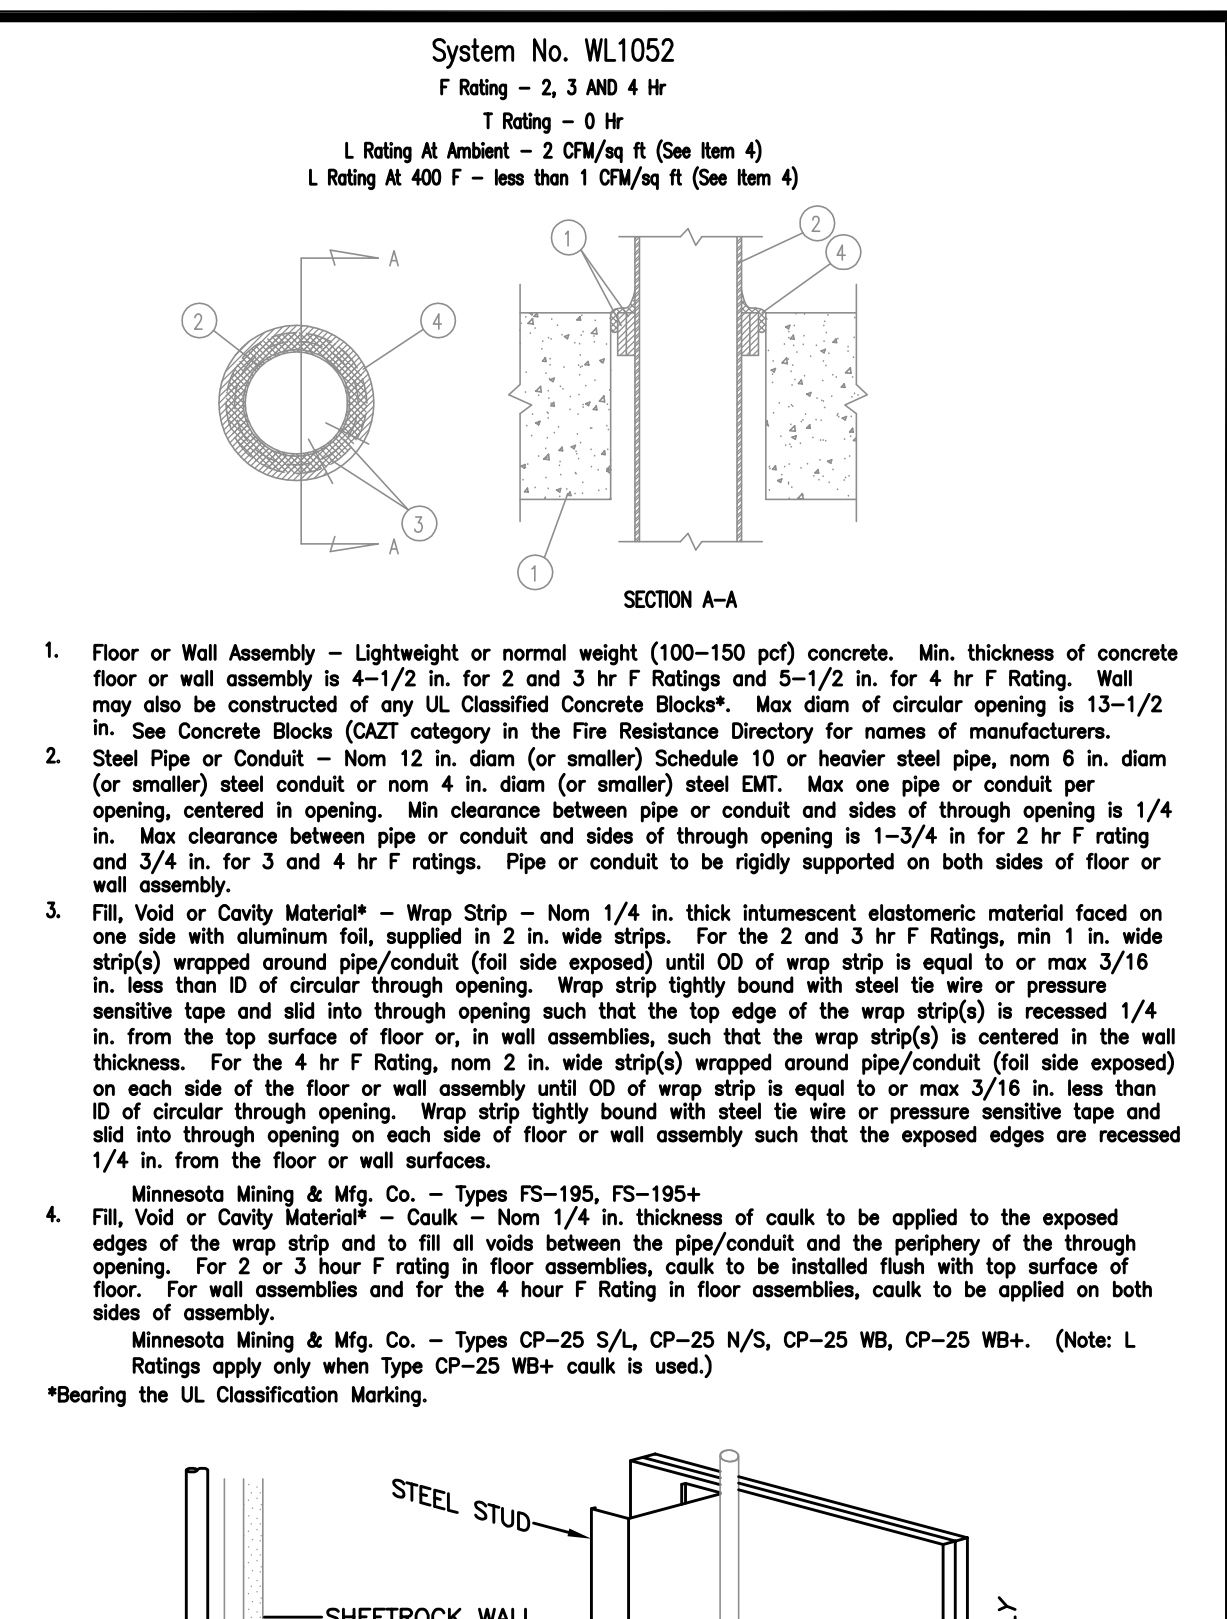 System No. WL1052
F Rating – 2, 3 AND 4 Hr
T Rating – 0 Hr
L Rating At Ambient – 2 CFM/sq ft (See Item 4)
L Rating At 400 F – less than 1 CFM/sq ft (See Item 4)
1
2
4
A
2
4
3
A
1
SECTION A–A
1. Floor or Wall Assembly – Lightweight or normal weight (100–150 pcf) concrete. Min. thickness of concrete
floor or wall assembly is 4–1/2 in. for 2 and 3 hr F Ratings and 5–1/2 in. for 4 hr F Rating. Wall
may also be constructed of any UL Classified Concrete Blocks*. Max diam of circular opening is 13–1/2
in. See Concrete Blocks (CAZT category in the Fire Resistance Directory for names of manufacturers.
2. Steel Pipe or Conduit – Nom 12 in. diam (or smaller) Schedule 10 or heavier steel pipe, nom 6 in. diam
(or smaller) steel conduit or nom 4 in. diam (or smaller) steel EMT. Max one pipe or conduit per
opening, centered in opening. Min clearance between pipe or conduit and sides of through opening is 1/4
in. Max clearance between pipe or conduit and sides of through opening is 1–3/4 in for 2 hr F rating
and 3/4 in. for 3 and 4 hr F ratings. Pipe or conduit to be rigidly supported on both sides of floor or
wall assembly.
3. Fill, Void or Cavity Material* – Wrap Strip – Nom 1/4 in. thick intumescent elastomeric material faced on
one side with aluminum foil, supplied in 2 in. wide strips. For the 2 and 3 hr F Ratings, min 1 in. wide
strip(s) wrapped around pipe/conduit (foil side exposed) until OD of wrap strip is equal to or max 3/16
in. less than ID of circular through opening. Wrap strip tightly bound with steel tie wire or pressure
sensitive tape and slid into through opening such that the top edge of the wrap strip(s) is recessed 1/4
in. from the top surface of floor or, in wall assemblies, such that the wrap strip(s) is centered in the wall
thickness. For the 4 hr F Rating, nom 2 in. wide strip(s) wrapped around pipe/conduit (foil side exposed)
on each side of the floor or wall assembly until OD of wrap strip is equal to or max 3/16 in. less than
ID of circular through opening. Wrap strip tightly bound with steel tie wire or pressure sensitive tape and
slid into through opening on each side of floor or wall assembly such that the exposed edges are recessed
1/4 in. from the floor or wall surfaces.
Minnesota Mining & Mfg. Co. – Types FS–195, FS–195+
4. Fill, Void or Cavity Material* – Caulk – Nom 1/4 in. thickness of caulk to be applied to the exposed
edges of the wrap strip and to fill all voids between the pipe/conduit and the periphery of the through
opening. For 2 or 3 hour F rating in floor assemblies, caulk to be installed flush with top surface of
floor. For wall assemblies and for the 4 hour F Rating in floor assemblies, caulk to be applied on both
sides of assembly.
Minnesota Mining & Mfg. Co. – Types CP–25 S/L, CP–25 N/S, CP–25 WB, CP–25 WB+. (Note: L
Ratings apply only when Type CP–25 WB+ caulk is used.)
*Bearing the UL Classification Marking.
STEEL STUD
SHEETROCK WALL